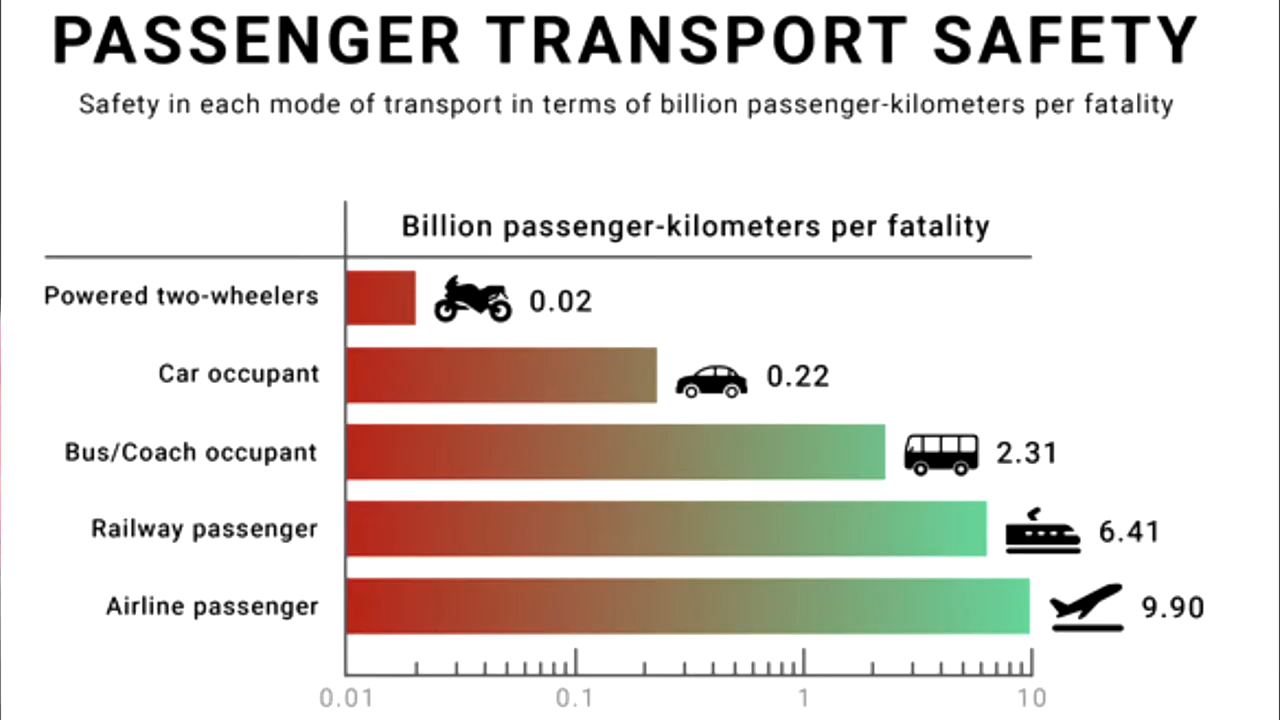 PASSENGER TRANSPORT SAFETY
Safety in each mode of transport in terms of billion passenger-kilometers per fatality
Billion passenger-kilometers per fatality
Powered two-wheelers 0.02
Car occupant 0.22
Bus/Coach occupant 2.31
Railway passenger 6.41
Airline passenger 9.90
0.01 0.1 1 10